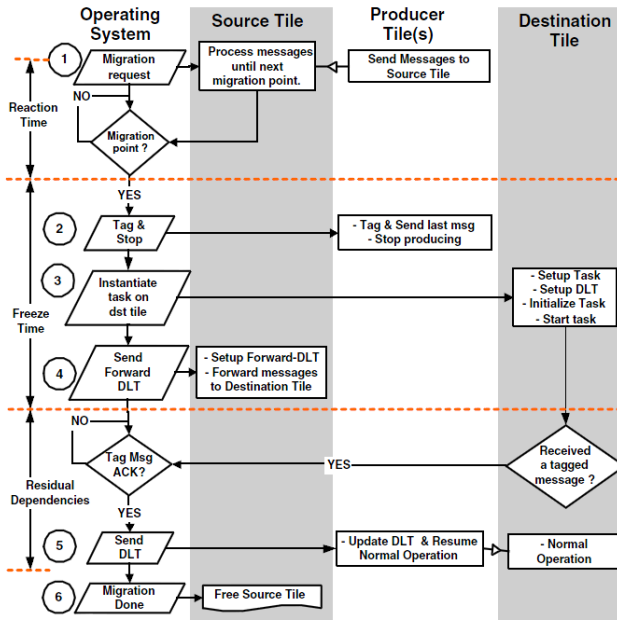 Operating
System
Source Tile
Producer
Tile(s)
Destination
Tile
1
Migration
request
Process messages
until next
migration point.
Send Messages to
Source Tile
NO
Reaction
Time
Migration
point ?
YES
2
Tag &
Stop
- Tag & Send last msg
- Stop producing
3
Instantiate
task on
dst tile
- Setup Task
- Setup DLT
- Initialize Task
- Start task
Freeze
Time
4
Send
Forward
DLT
- Setup Forward-DLT
- Forward messages
to Destination Tile
NO
Tag Msg
ACK?
YES
Received
a tagged
message ?
Residual
Dependencies
YES
5
Send
DLT
- Update DLT & Resume
Normal Operation
- Normal
Operation
6
Migration
Done
Free Source Tile